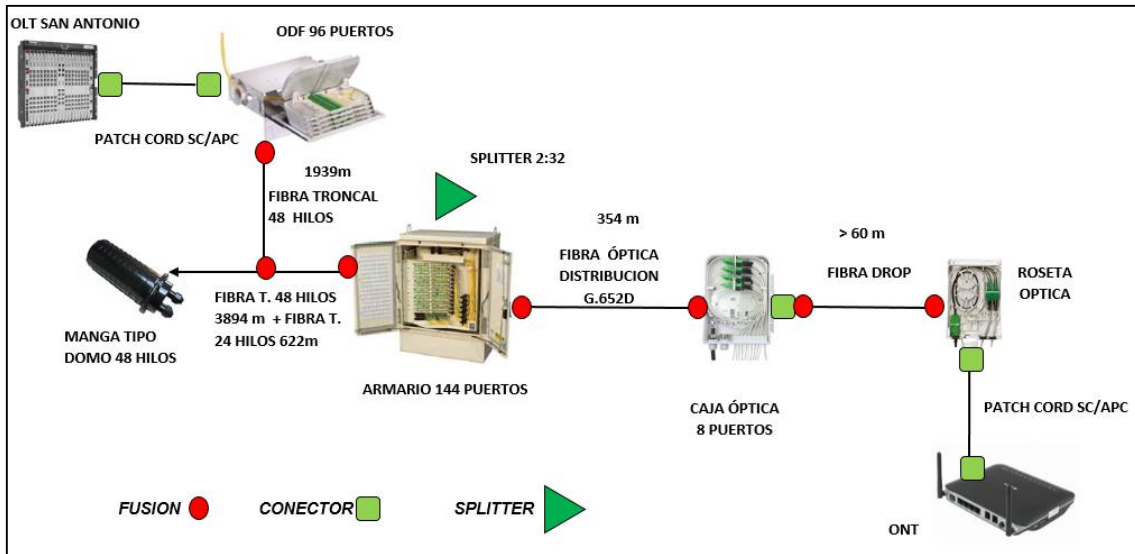 OLT SAN ANTONIO
ODF 96 PUERTOS
PATCH CORD SC/APC
1939m
FIBRA TRONCAL
48 HILOS
SPLITTER 2:32
354 m
FIBRA ÓPTICA
DISTRIBUCION
G.652D
> 60 m
FIBRA DROP
ROSETA
OPTICA
MANGA TIPO
DOMO 48 HILOS
FIBRA T. 48 HILOS
3894 m + FIBRA T.
24 HILOS 622m
ARMARIO 144 PUERTOS
CAJA ÓPTICA
8 PUERTOS
PATCH CORD SC/APC
FUSION
CONECTOR
SPLITTER
ONT